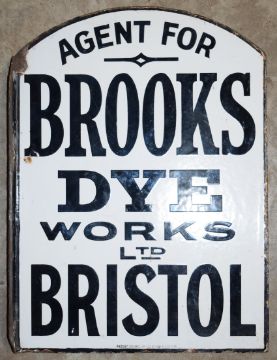 AGENT FOR
BROOKS
DYE
WORKS
LTD
BRISTOL